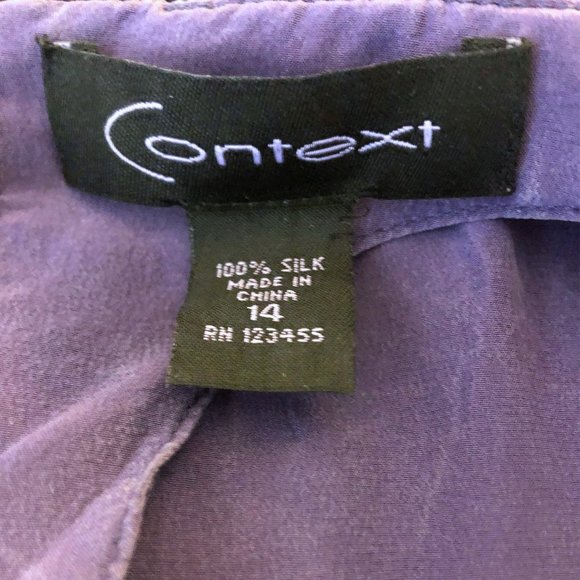 Context
100% SILK
MADE IN
CHINA
14
RN 123455